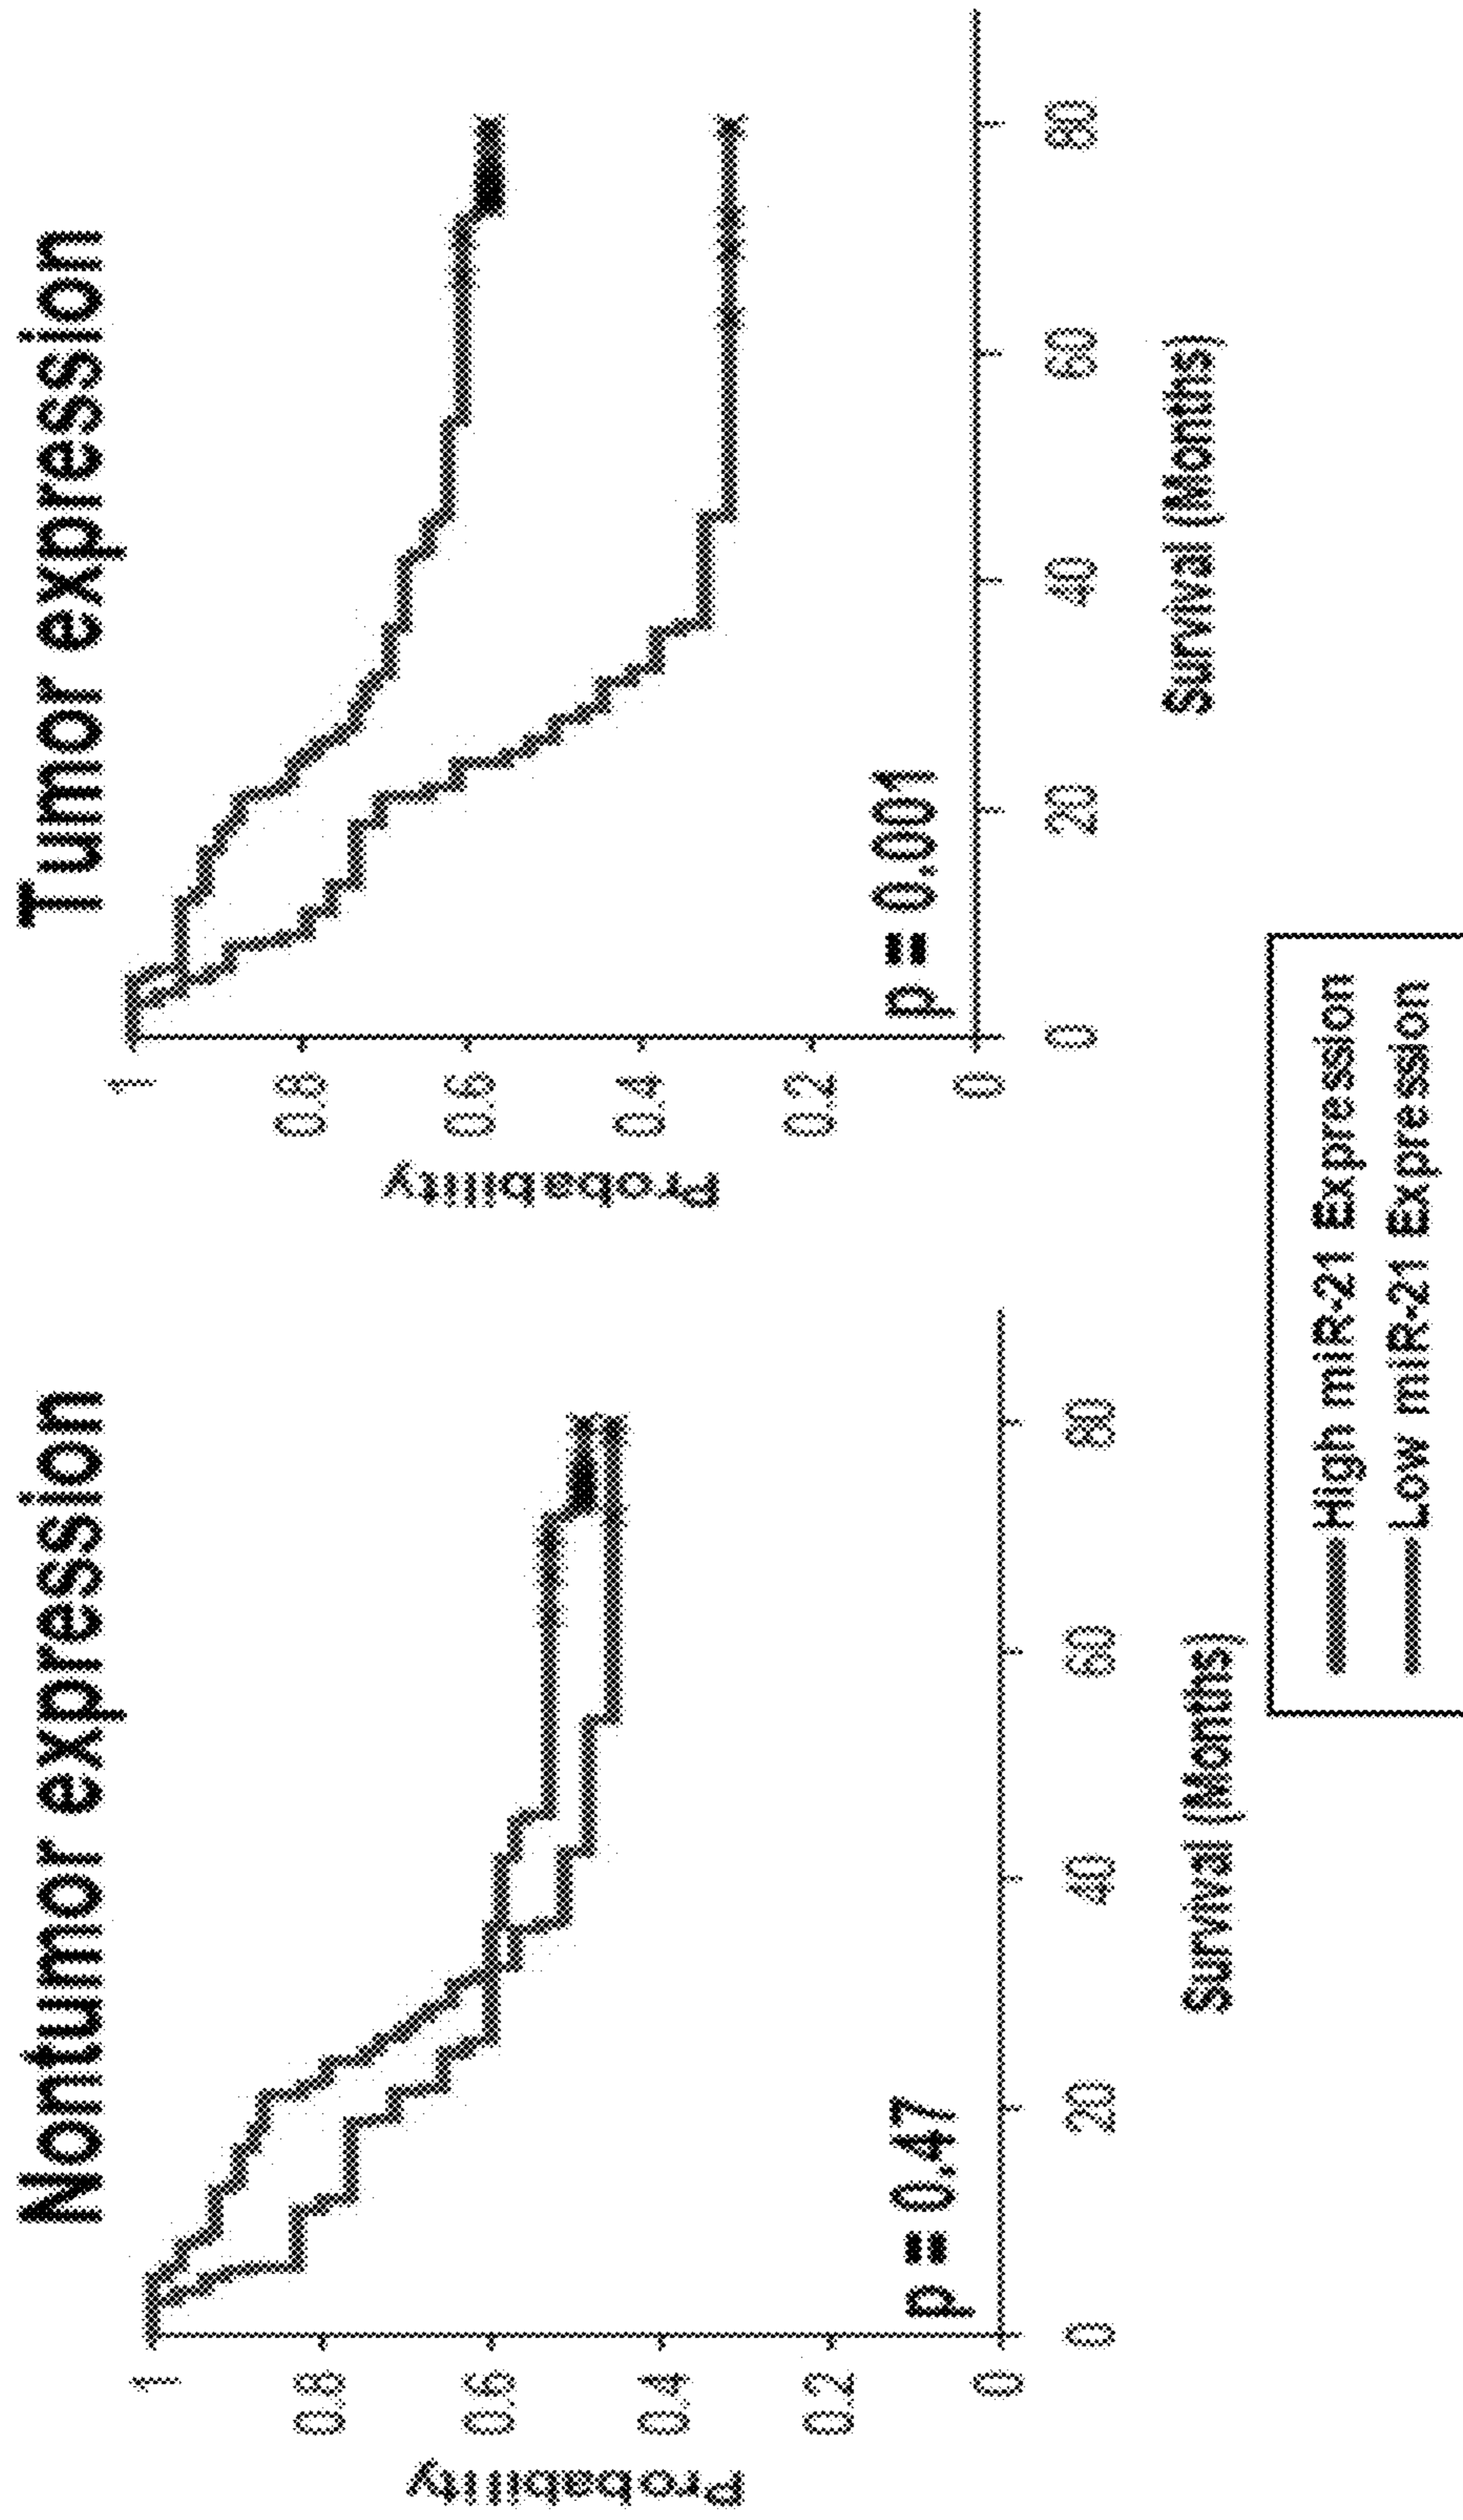 Nontumor expression
Probability
1
0.8
0.6
0.4
0.2
0
p = 0.47
0
20
40
60
80
Survival (Months)
Tumor expression
Probability
1
0.8
0.6
0.4
0.2
0
p = 0.001
0
20
40
60
80
Survival (Months)
High miR-21 Expression
Low miR-21 Expression